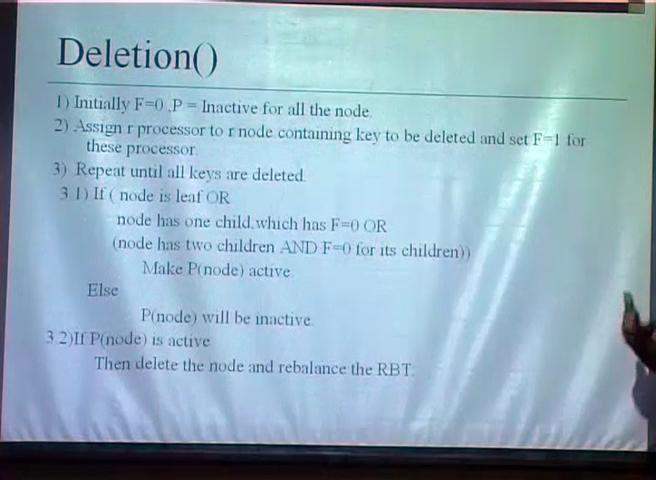 Deletion()
1) Initially F=0 ,P = Inactive for all the node.
2) Assign r processor to r node containing key to be deleted and set F=1 for
these processor.
3) Repeat until all keys are deleted.
3.1) If ( node is leaf OR
node has one child,which has F=0 OR
(node has two children AND F=0 for its children))
Make P(node) active
Else
P(node) will be inactive.
3.2)If P(node) is active
Then delete the node and rebalance the RBT.